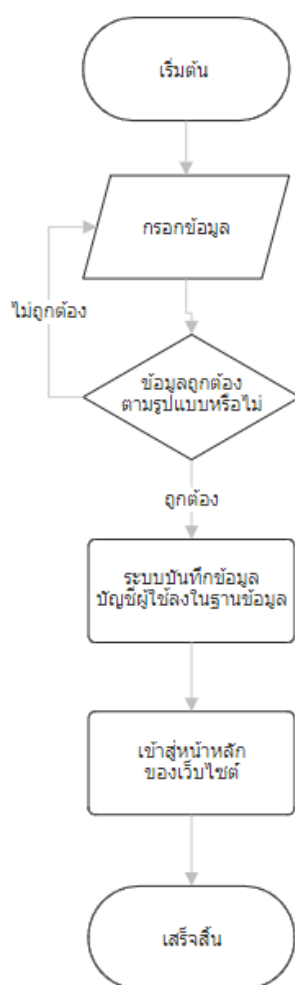 เริ่มต้น
กรอกข้อมูล
ไม่ถูกต้อง
ข้อมูลถูกต้อง
ตามรูปแบบหรือไม่
ถูกต้อง
ระบบบันทึกข้อมูล
บัญชีผู้ใช้ลงในฐานข้อมูล
เข้าสู่หน้าหลัก
ของเว็บไซต์
เสร็จสิ้น